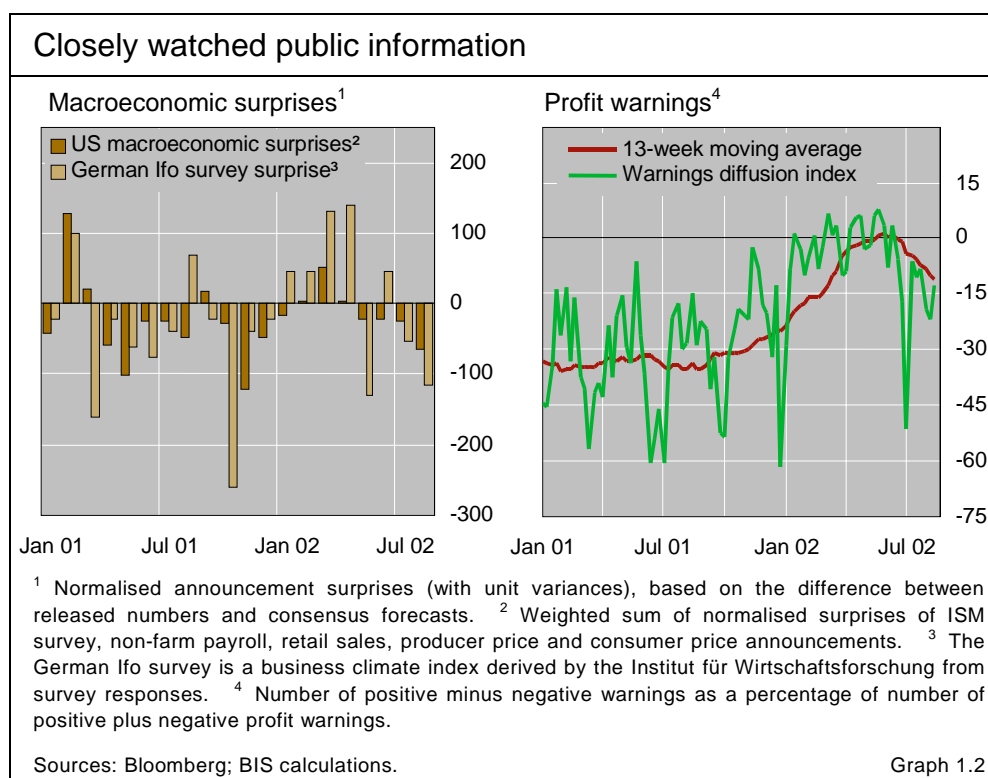 Closely watched public information
Macroeconomic surprises¹
Profit warnings⁴
US macroeconomic surprises²
German Ifo survey surprise³
200
100
0
-100
-200
-300
Jan 01 Jul 01 Jan 02 Jul 02
13-week moving average
Warnings diffusion index
15
0
-15
-30
-45
-60
-75
Jan 01 Jul 01 Jan 02 Jul 02
¹ Normalised announcement surprises (with unit variances), based on the difference between
released numbers and consensus forecasts. ² Weighted sum of normalised surprises of ISM
survey, non-farm payroll, retail sales, producer price and consumer price announcements. ³ The
German Ifo survey is a business climate index derived by the Institut für Wirtschaftsforschung from
survey responses. ⁴ Number of positive minus negative warnings as a percentage of number of
positive plus negative profit warnings.
Sources: Bloomberg; BIS calculations. Graph 1.2